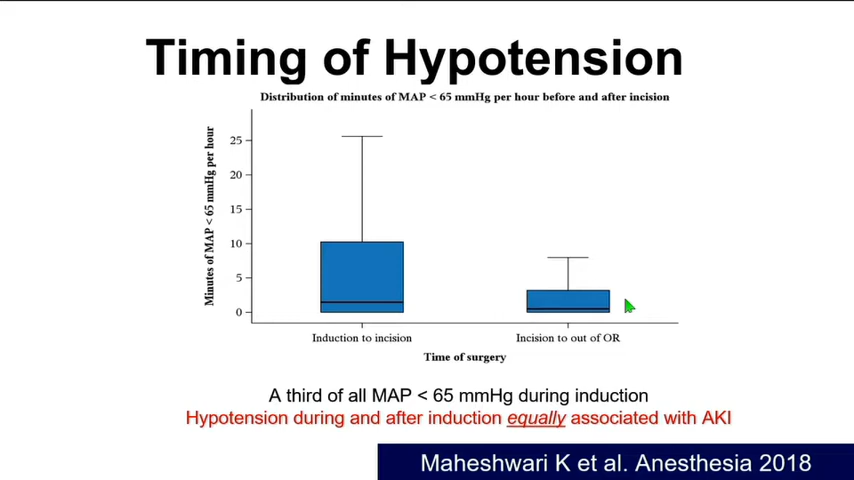 Timing of Hypotension
Distribution of minutes of MAP < 65 mmHg per hour before and after incision
Minutes of MAP < 65 mmHg per hour
25
20
15
10
5
0
Induction to incision
Incision to out of OR
Time of surgery
A third of all MAP < 65 mmHg during induction
Hypotension during and after induction equally associated with AKI
Maheshwari K et al. Anesthesia 2018